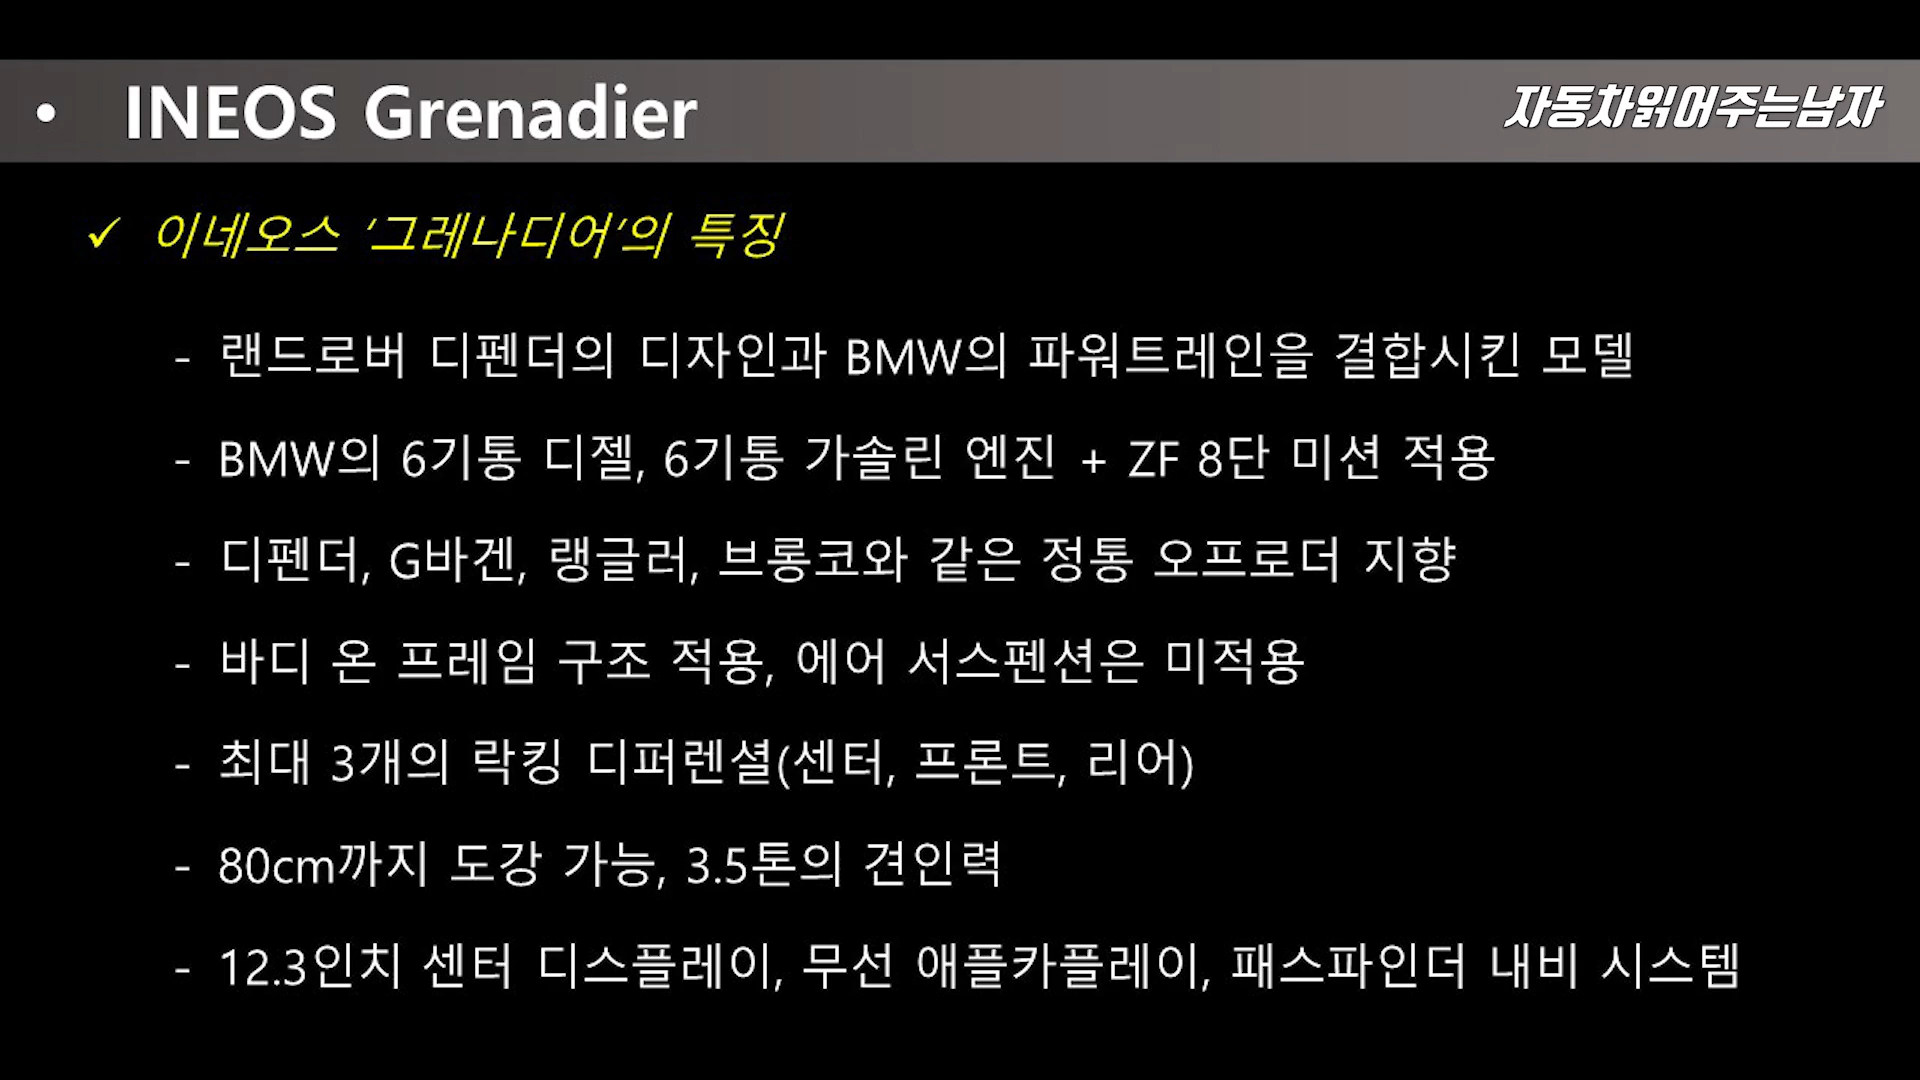 • INEOS Grenadier
자동차읽어주는남자
✓ 이네오스 ‘그레나디어’의 특징
- 랜드로버 디펜더의 디자인과 BMW의 파워트레인을 결합시킨 모델
- BMW의 6기통 디젤, 6기통 가솔린 엔진 + ZF 8단 미션 적용
- 디펜더, G바겐, 랭글러, 브롱코와 같은 정통 오프로더 지향
- 바디 온 프레임 구조 적용, 에어 서스펜션은 미적용
- 최대 3개의 락킹 디퍼렌셜(센터, 프론트, 리어)
- 80cm까지 도강 가능, 3.5톤의 견인력
- 12.3인치 센터 디스플레이, 무선 애플카플레이, 패스파인더 내비 시스템